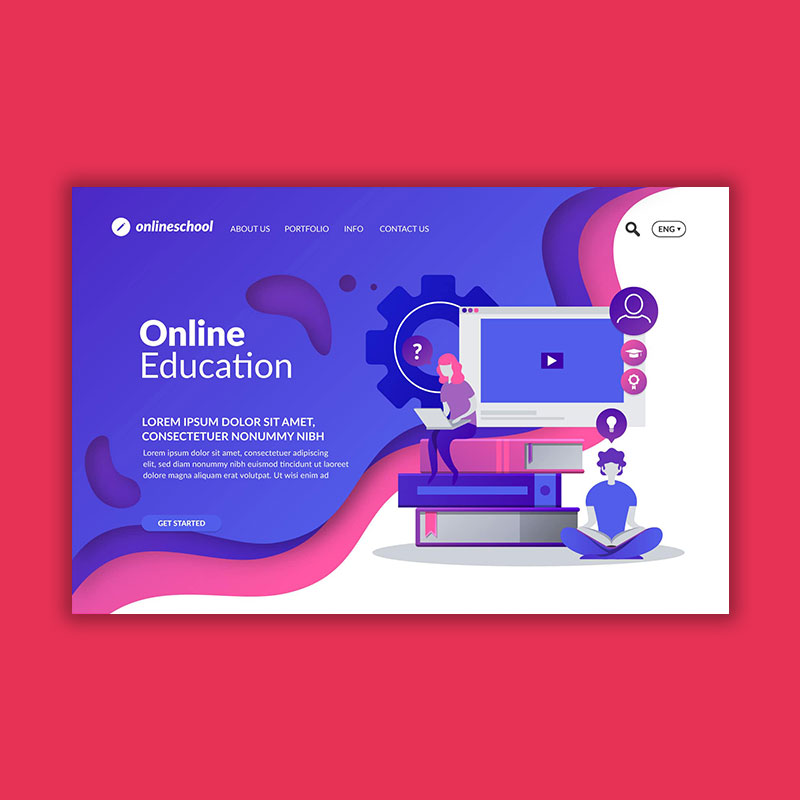 onlineschool
ABOUT US
PORTFOLIO
INFO
CONTACT US
ENG
?
Online
Education
LOREM IPSUM DOLOR SIT AMET,
CONSECTETUER NONUMMY NIBH
Lorem ipsum dolor sit amet, consectetur adipiscing
elit, sed diam nonummy nibh euismod tincidunt ut laoreet
dolore magna aliquam erat volutpat. Ut wisi enim ad
GET STARTED